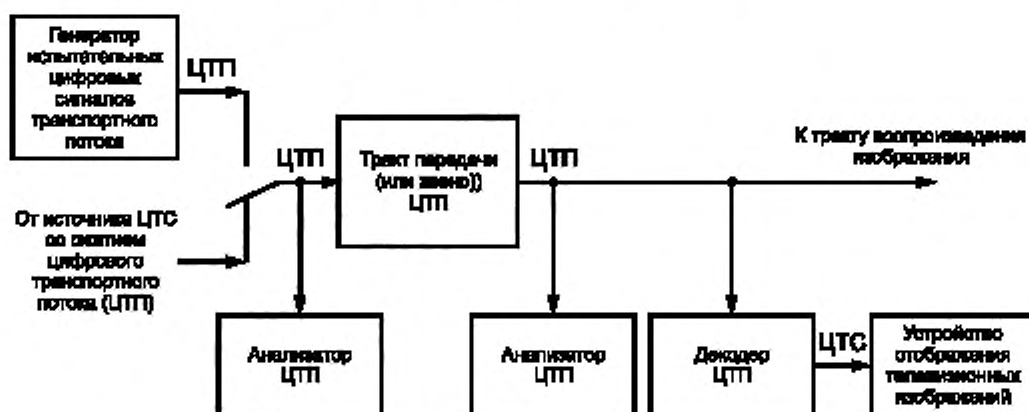 Генератор
испытательных
цифровых
сигналов
транспортного
потока
ЦТП
От источника ЦТС
со сжатием
цифрового
транспортного
потока (ЦТП)
ЦТП
Тракт передачи
(или звено))
ЦТП
ЦТП
К тракту воспроизведения
изображения
Анализатор
ЦТП
Анализатор
ЦТП
Декодер
ЦТП
ЦТС
Устройство
отображения
телевизионных
изображений